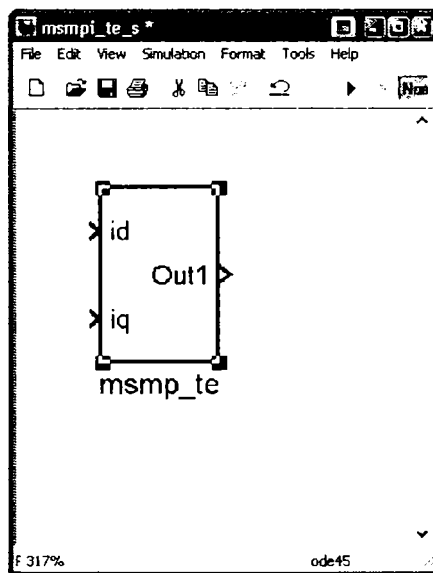 msmpi_te_s *
File Edit View Simulation Format Tools Help
id
Out1
iq
msmp_te
317% ode45